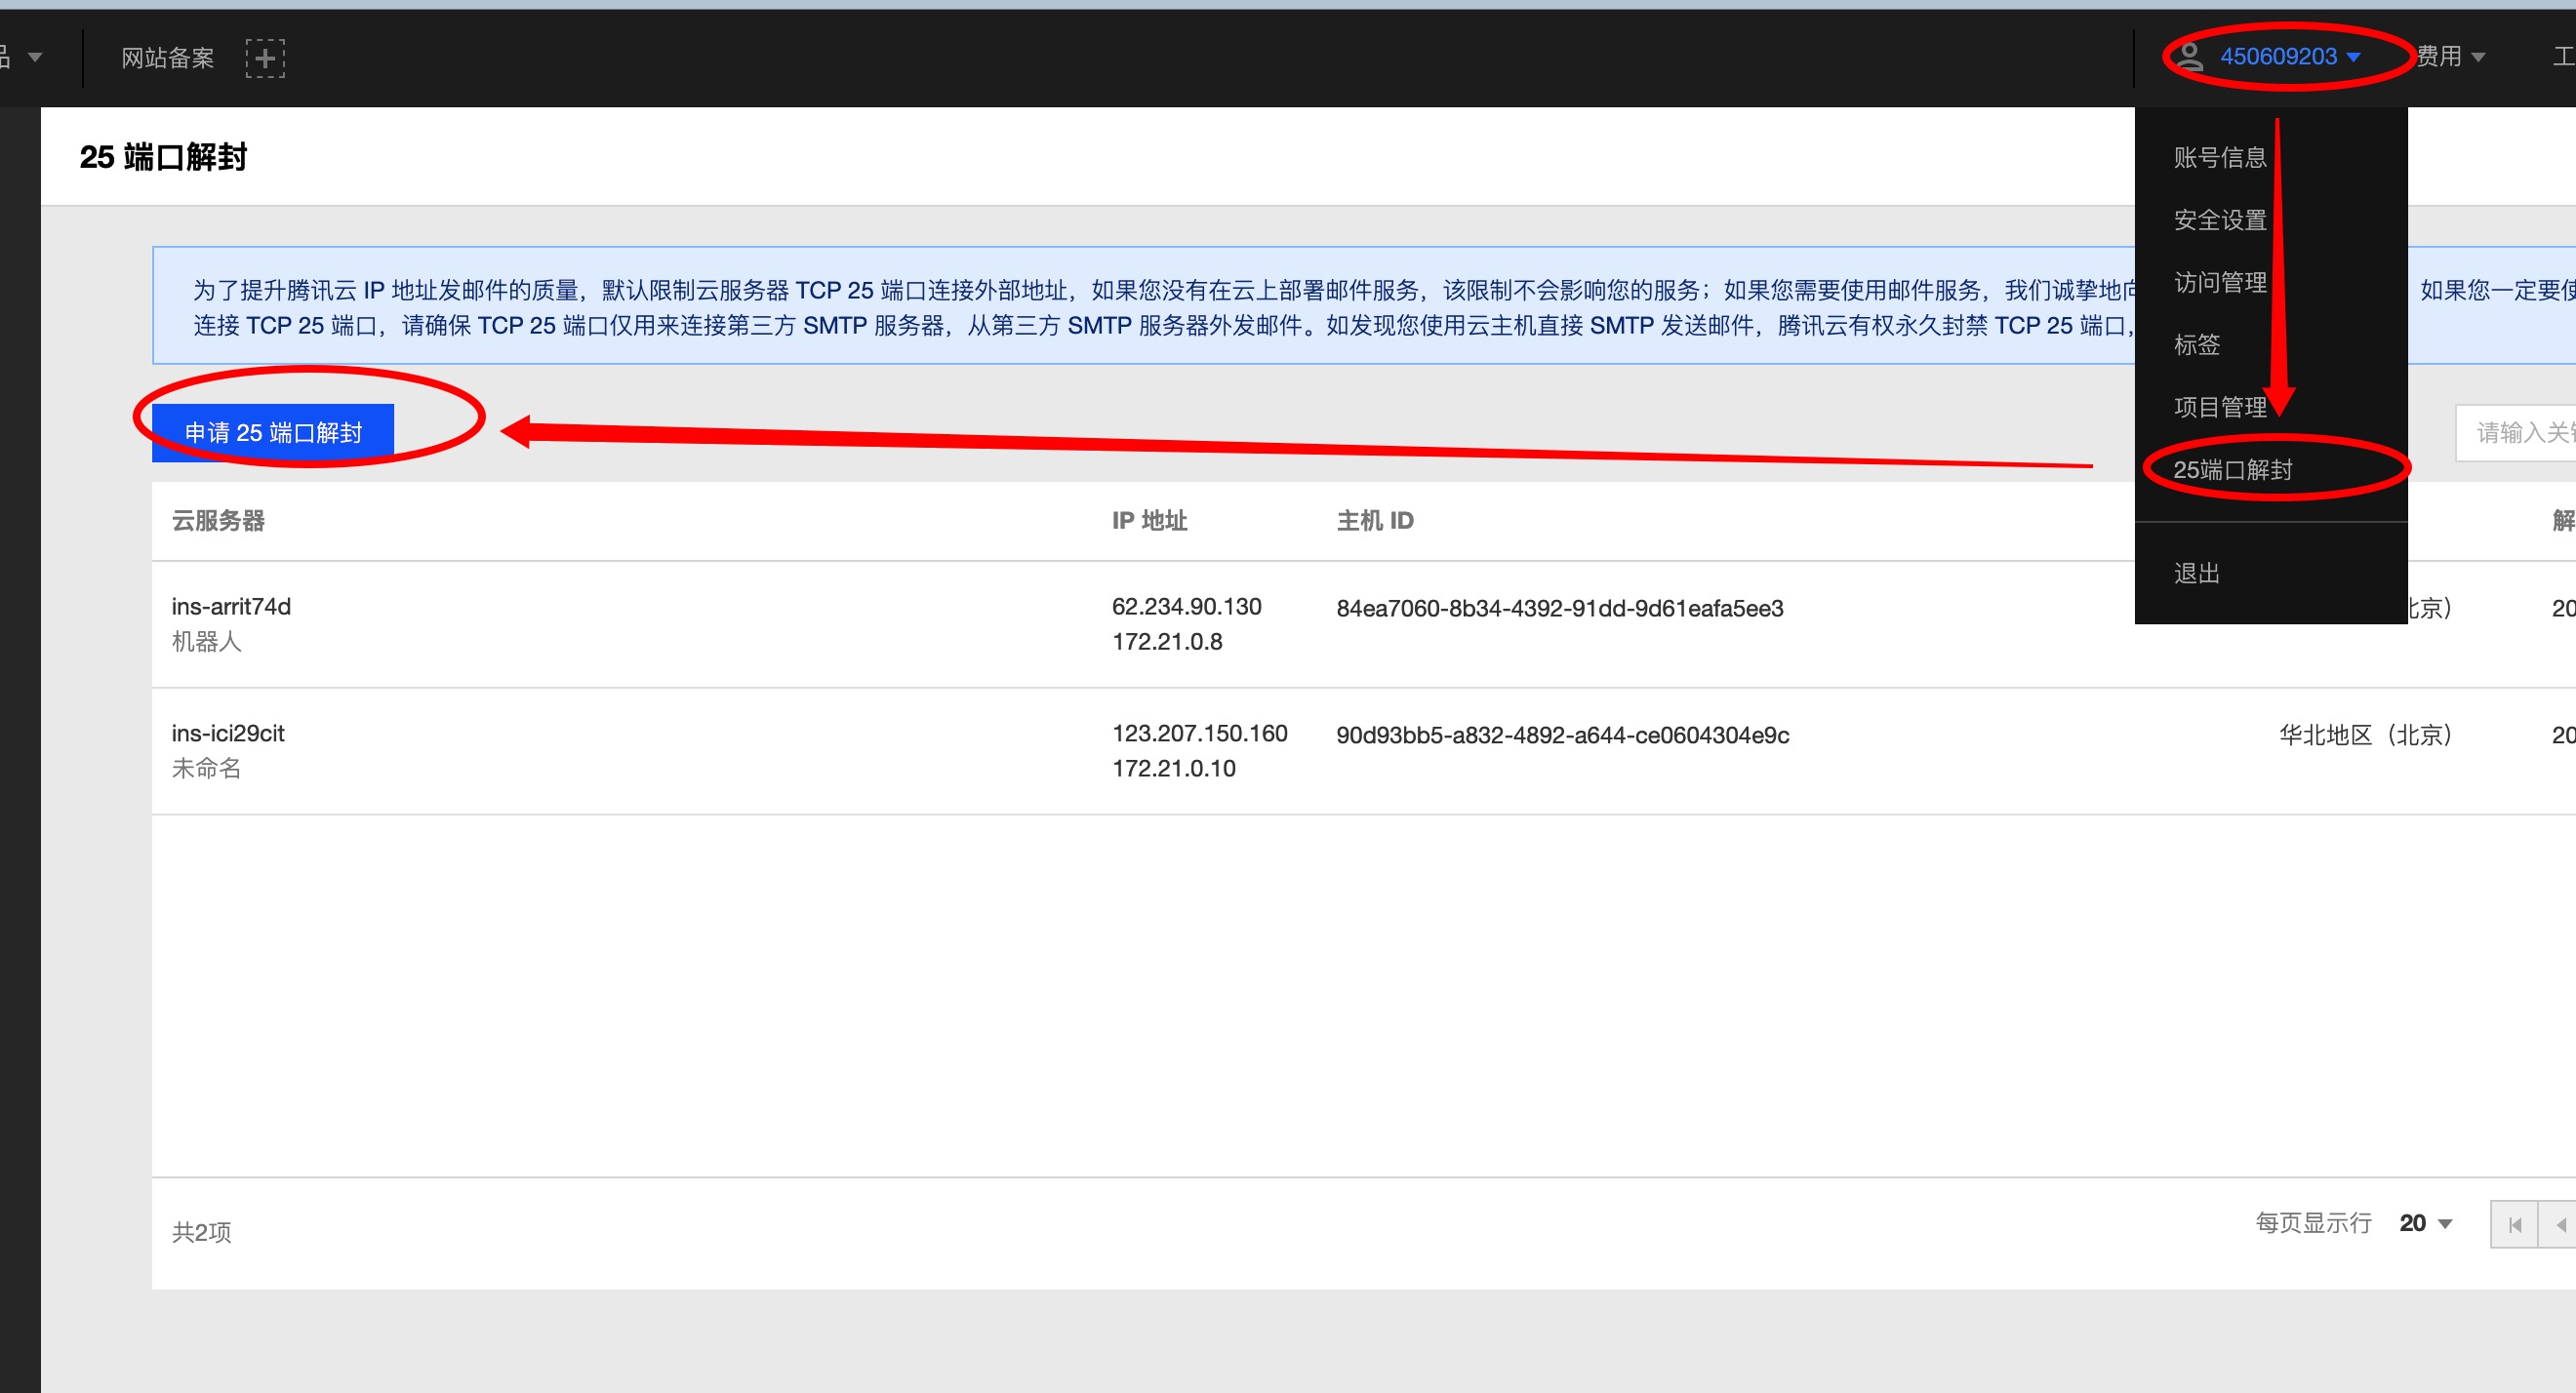 品
网站备案
450609203
费用
工
25 端口解封
账号信息
安全设置
访问管理
标签
项目管理
25端口解封
退出
为了提升腾讯云 IP 地址发邮件的质量，默认限制云服务器 TCP 25 端口连接外部地址，如果您没有在云上部署邮件服务，该限制不会影响您的服务；如果您需要使用邮件服务，我们诚挚地向 如果您一定要使
连接 TCP 25 端口，请确保 TCP 25 端口仅用来连接第三方 SMTP 服务器，从第三方 SMTP 服务器外发邮件。如发现您使用云主机直接 SMTP 发送邮件，腾讯云有权永久封禁 TCP 25 端口，
申请 25 端口解封
请输入关键
云服务器 IP 地址 主机 ID 解
ins-arrit74d 62.234.90.130 84ea7060-8b34-4392-91dd-9d61eafa5ee3 北京） 20
机器人 172.21.0.8
ins-ici29cit 123.207.150.160 90d93bb5-a832-4892-a644-ce0604304e9c 华北地区（北京） 20
未命名 172.21.0.10
共2项
每页显示行 20